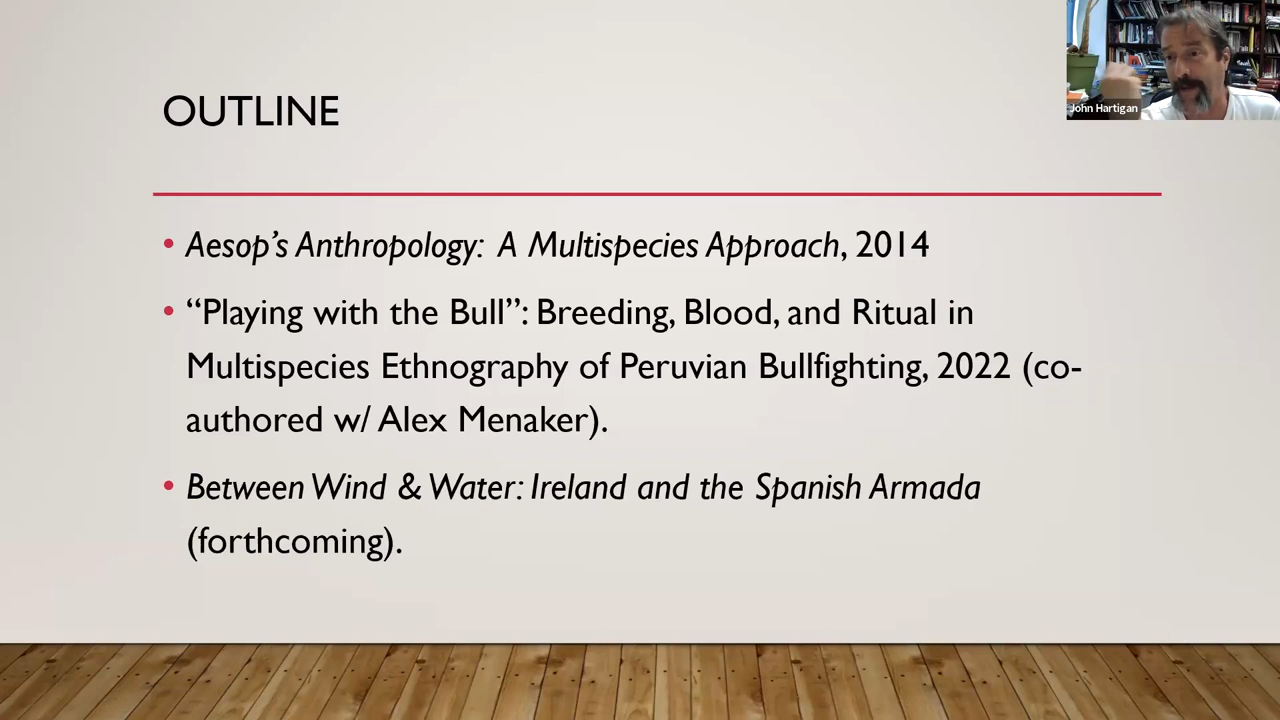 John Hartigan
OUTLINE
• Aesop’s Anthropology: A Multispecies Approach, 2014
• “Playing with the Bull”: Breeding, Blood, and Ritual in
Multispecies Ethnography of Peruvian Bullfighting, 2022 (co-
authored w/ Alex Menaker).
• Between Wind & Water: Ireland and the Spanish Armada
(forthcoming).